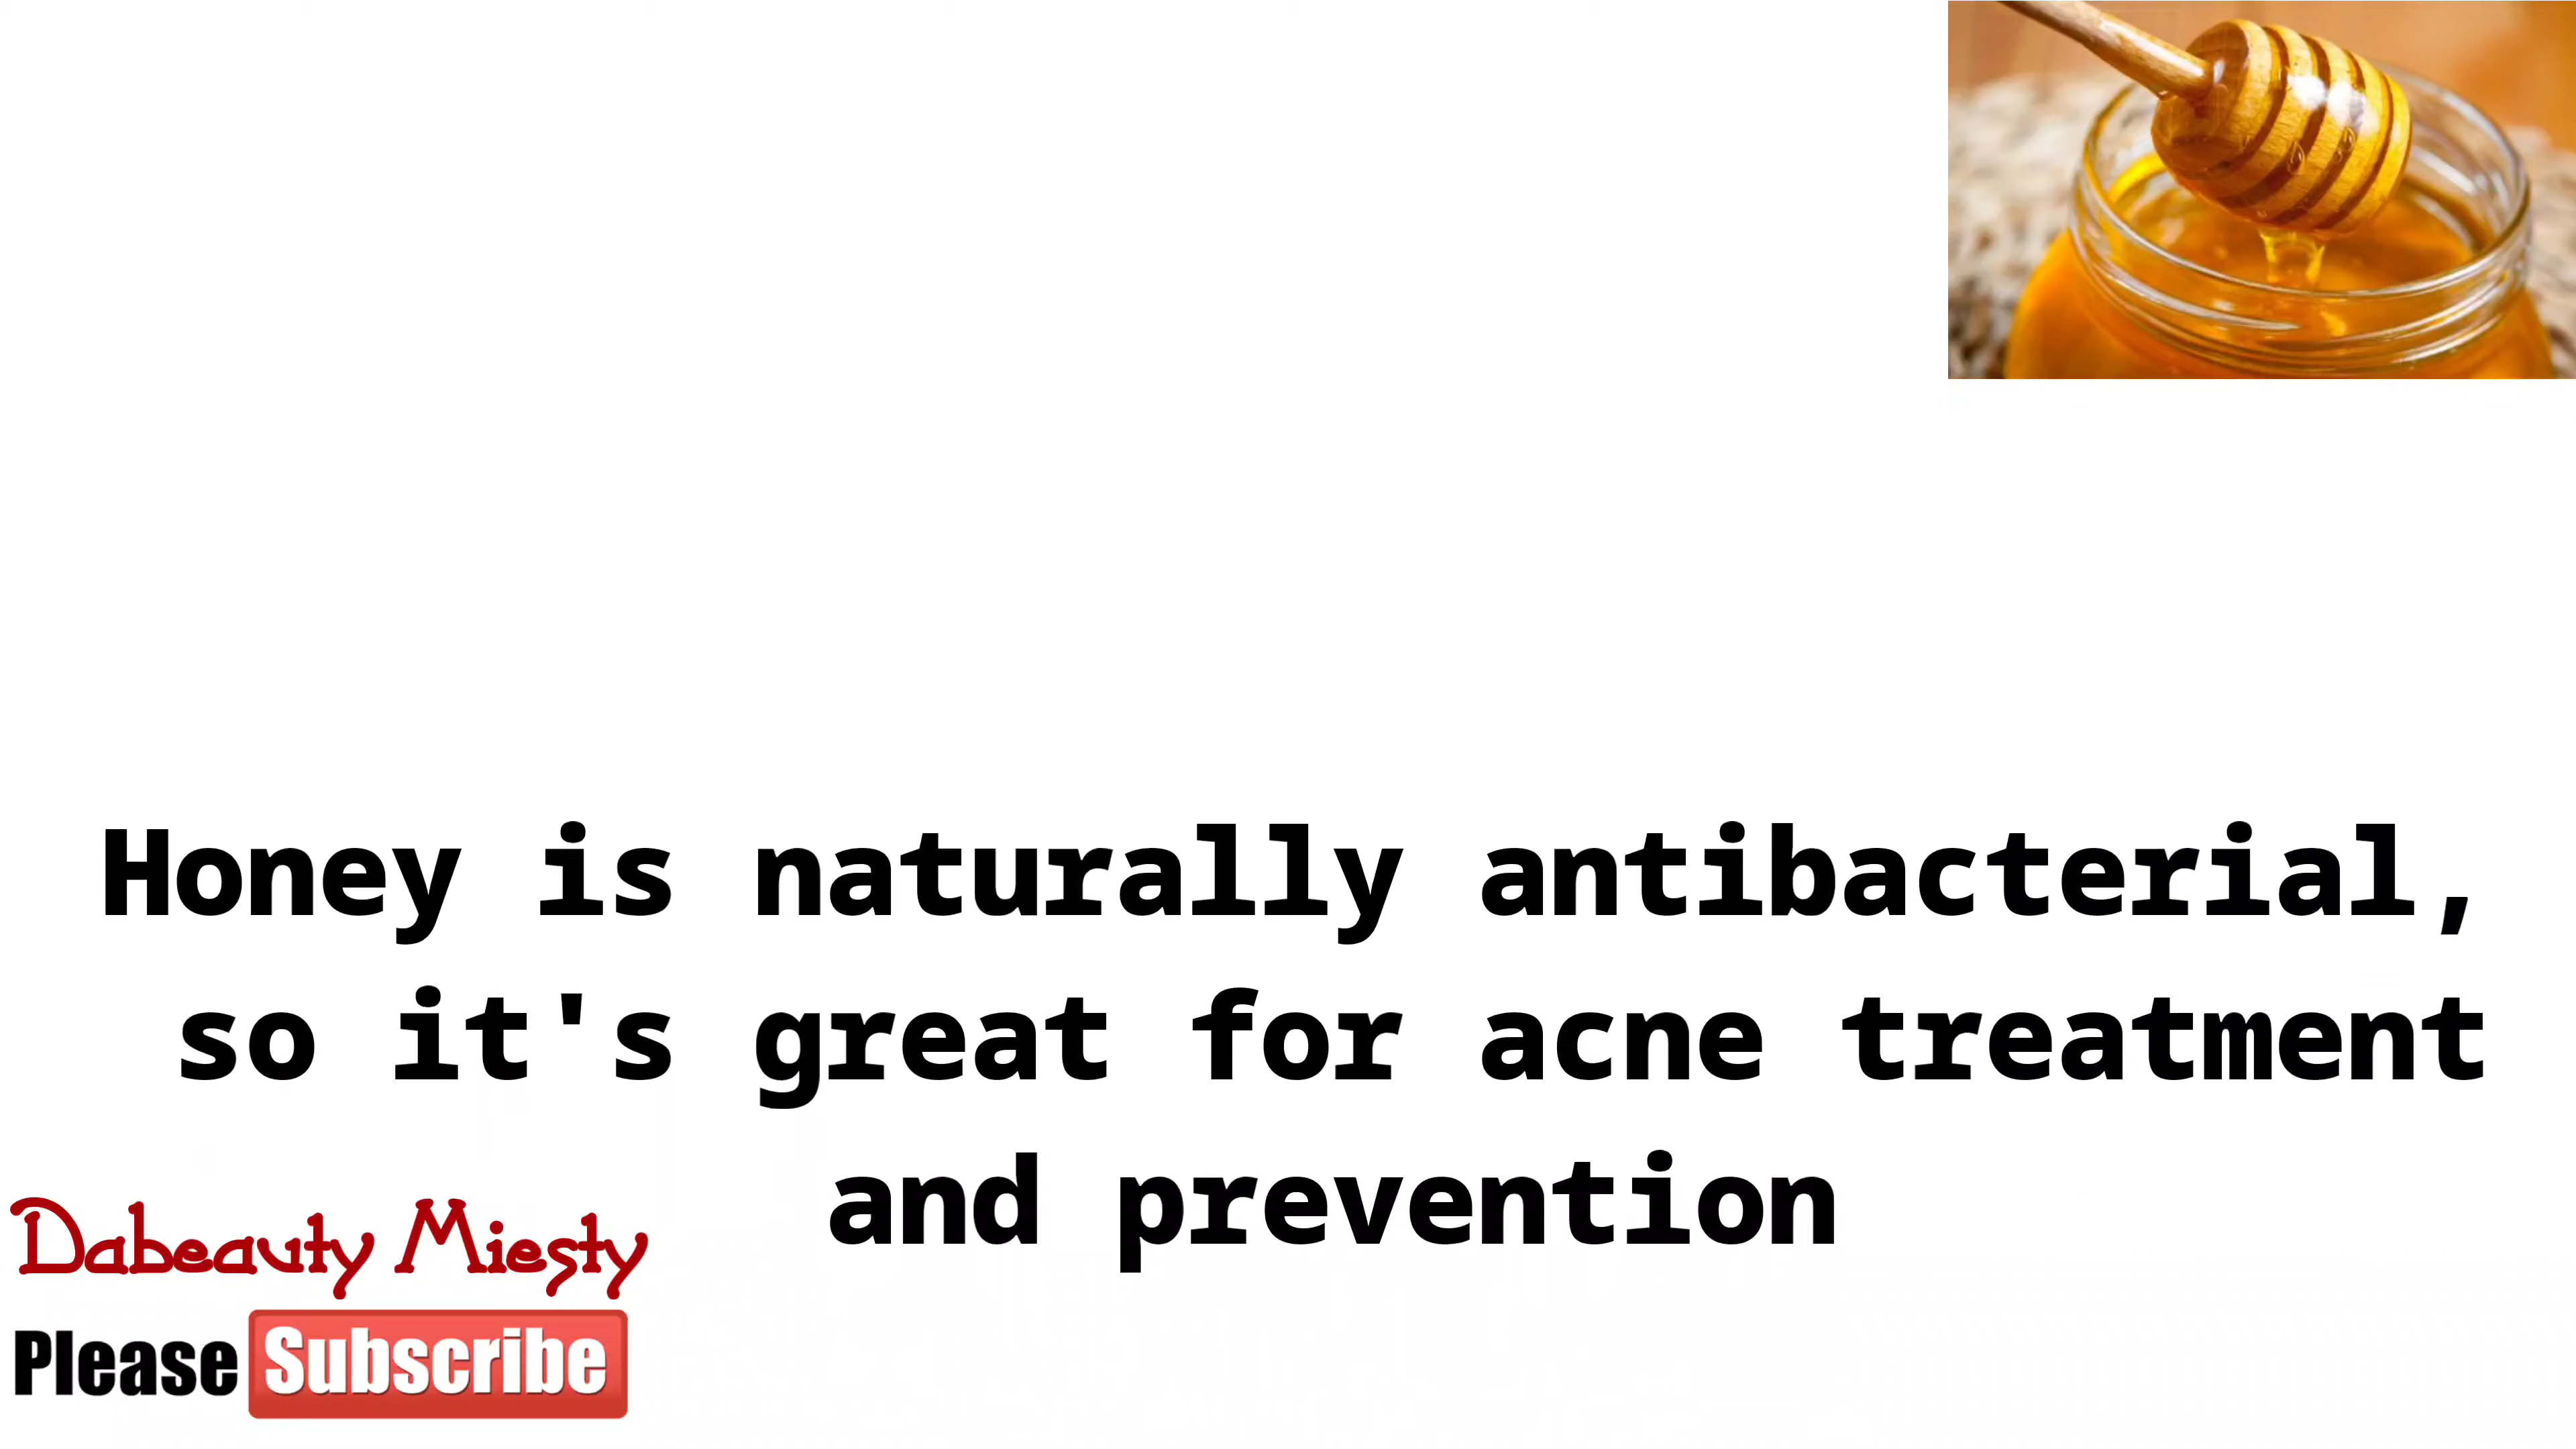 Honey is naturally antibacterial,
so it's great for acne treatment
and prevention
Dabeauty Miesty
Please Subscribe